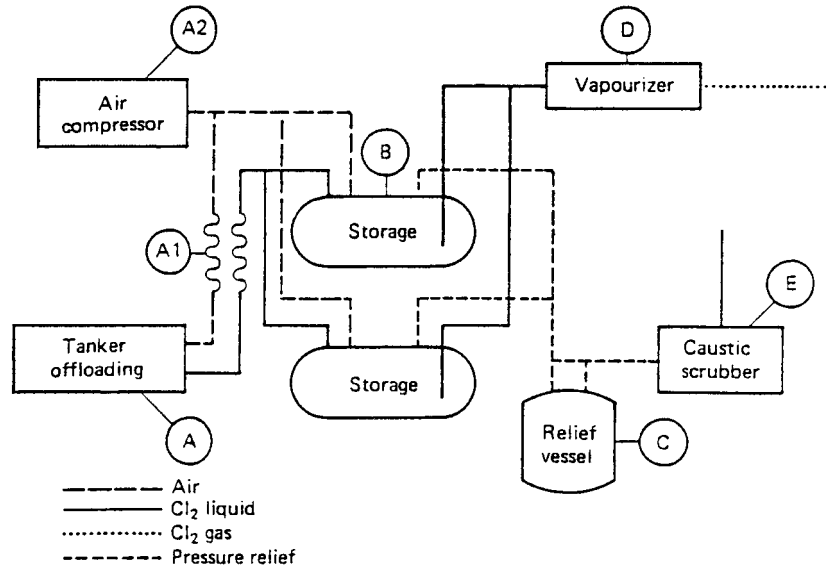 A2
D
Air
compressor
Vapourizer
B
Storage
A1
E
Tanker
offloading
Storage
Caustic
scrubber
A
Relief
vessel
C
Air
Cl₂ liquid
Cl₂ gas
Pressure relief